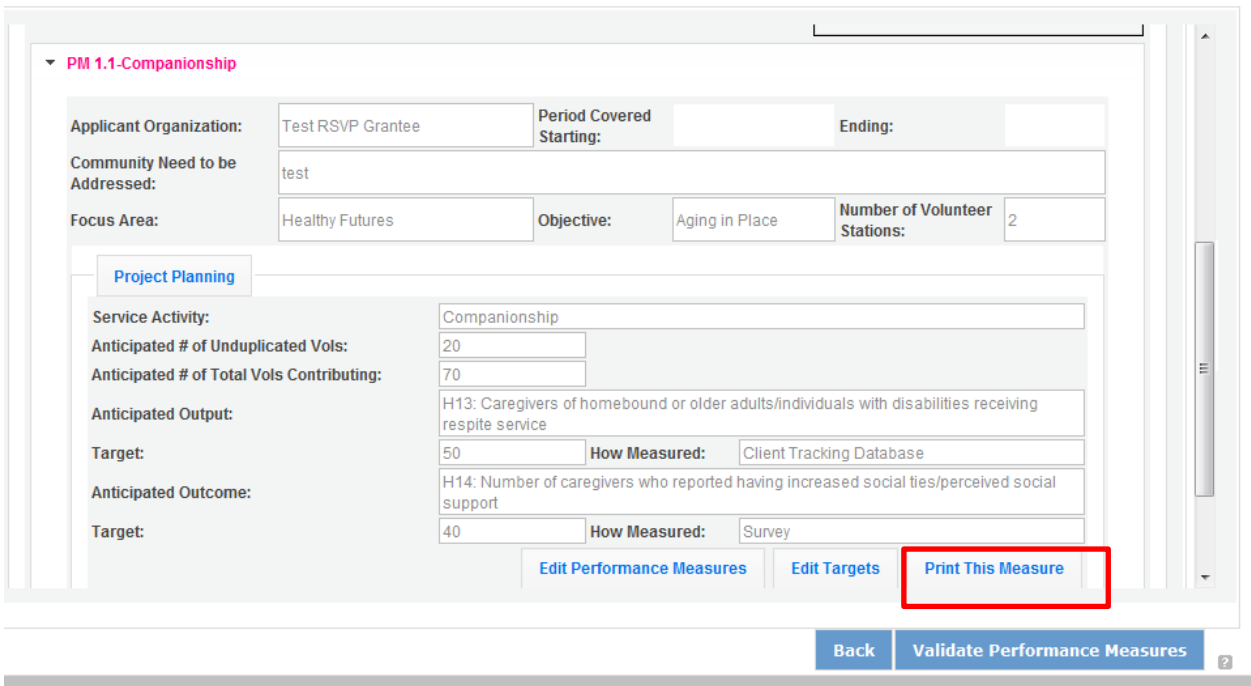 PM 1.1-Companionship
Applicant Organization: Test RSVP Grantee Period Covered Starting: Ending:
Community Need to be Addressed: test
Focus Area: Healthy Futures Objective: Aging in Place Number of Volunteer Stations: 2
Project Planning
Service Activity: Companionship
Anticipated # of Unduplicated Vols: 20
Anticipated # of Total Vols Contributing: 70
Anticipated Output: H13: Caregivers of homebound or older adults/individuals with disabilities receiving
respite service
Target: 50 How Measured: Client Tracking Database
Anticipated Outcome: H14: Number of caregivers who reported having increased social ties/perceived social
support
Target: 40 How Measured: Survey
Edit Performance Measures Edit Targets Print This Measure
Back Validate Performance Measures ?